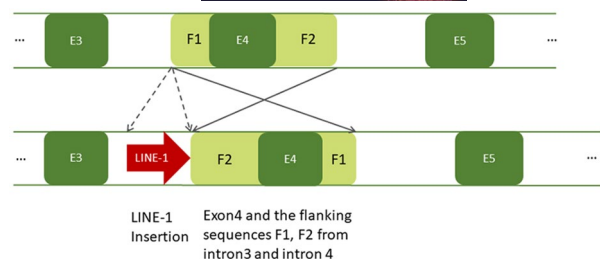 ... E3 F1 E4 F2 E5 ...
... E3 LINE-1 F2 E4 F1 E5 ...
LINE-1
Insertion
Exon4 and the flanking
sequences F1, F2 from
intron3 and intron 4